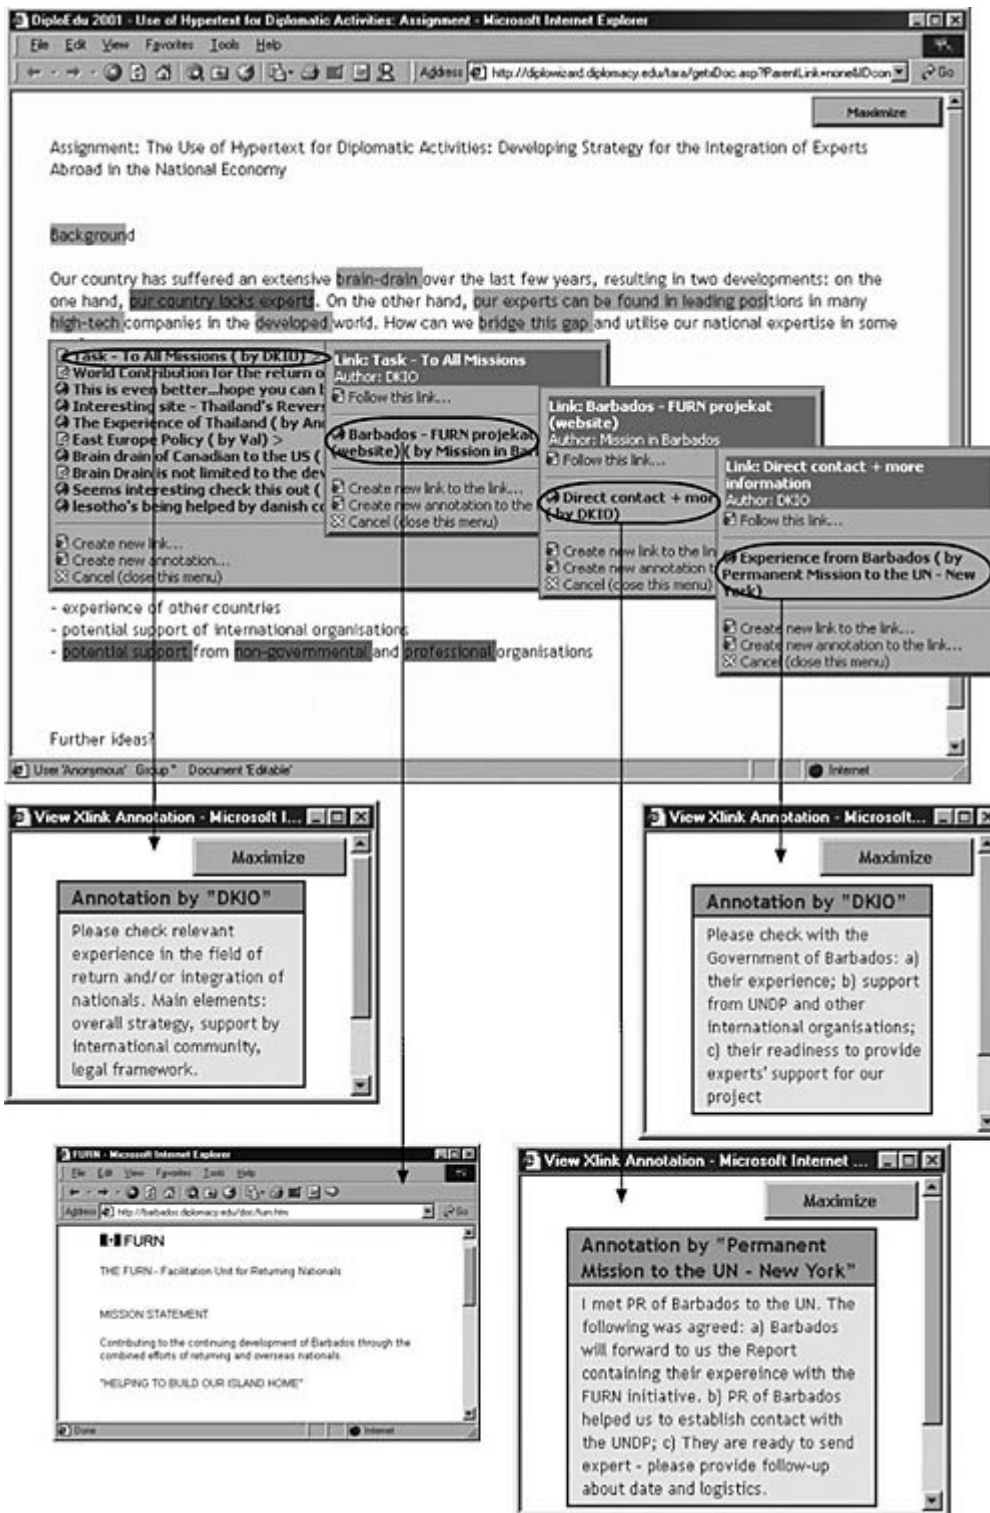 DiploEdu 2001 - Use of Hypertext for Diplomatic Activities: Assignment - Microsoft Internet Explorer
File Edit View Favorites Tools Help
Address http://diplowizard.diplomacy.edu/tara/getxDoc.asp?ParentLink=none&IDcon Go
Maximize
Assignment: The Use of Hypertext for Diplomatic Activities: Developing Strategy for the Integration of Experts
Abroad in the National Economy
Background
Our country has suffered an extensive brain-drain over the last few years, resulting in two developments: on the
one hand, our country lacks experts. On the other hand, our experts can be found in leading positions in many
high-tech companies in the developed world. How can we bridge this gap and utilise our national expertise in some
Task - To All Missions ( by DKIO) >
World Contribution for the return o
This is even better...hope you can h
Interesting site - Thailand's Revers
The Experience of Thailand ( by An
East Europe Policy ( by Val) >
Brain drain of Canadian to the US (
Brain Drain is not limited to the dev
Seems interesting check this out (
lesotho's being helped by danish co
Create new link...
Create new annotation...
Cancel (close this menu)
Link: Task - To All Missions
Author: DKIO
Follow this link...
Barbados - FURN projekat
(website) ( by Mission in Bar
Create new link to the link...
Create new annotation to the
Cancel (close this menu)
Link: Barbados - FURN projekat
(website)
Author: Mission in Barbados
Follow this link...
Direct contact + mor
( by DKIO)
Create new link to the lin
Create new annotation t
Cancel (close this menu)
Link: Direct contact + more
information
Author: DKIO
Follow this link...
Experience from Barbados ( by
Permanent Mission to the UN - New
York)
Create new link to the link...
Create new annotation to the link...
Cancel (close this menu)
- experience of other countries
- potential support of international organisations
- potential support from non-governmental and professional organisations
Further ideas?
User 'Anonymous' Group '' Document 'Editable'
Internet
View Xlink Annotation - Microsoft I...
Maximize
Annotation by "DKIO"
Please check relevant
experience in the field of
return and/or integration of
nationals. Main elements:
overall strategy, support by
international community,
legal framework.
View Xlink Annotation - Microsoft...
Maximize
Annotation by "DKIO"
Please check with the
Government of Barbados: a)
their experience; b) support
from UNDP and other
international organisations;
c) their readiness to provide
experts' support for our
project
FURN - Microsoft Internet Explorer
File Edit View Favorites Tools Help
Address http://barbados.diplomacy.edu/doc/furn.htm Go
FURN
THE FURN - Facilitation Unit for Returning Nationals
MISSION STATEMENT
Contributing to the continuing development of Barbados through the
combined efforts of returning and overseas nationals.
"HELPING TO BUILD OUR ISLAND HOME"
Done
Internet
View Xlink Annotation - Microsoft Internet ...
Maximize
Annotation by "Permanent
Mission to the UN - New York"
I met PR of Barbados to the UN. The
following was agreed: a) Barbados
will forward to us the Report
containing their expereince with the
FURN initiative. b) PR of Barbados
helped us to establish contact with
the UNDP; c) They are ready to send
expert - please provide follow-up
about date and logistics.